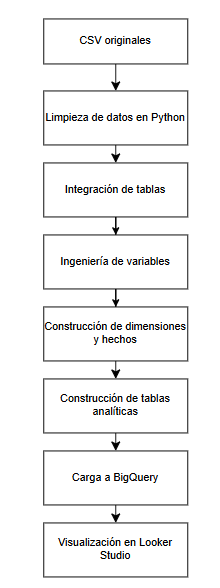 CSV originales
Limpieza de datos en Python
Integración de tablas
Ingeniería de variables
Construcción de dimensiones
y hechos
Construcción de tablas
analíticas
Carga a BigQuery
Visualización en Looker
Studio